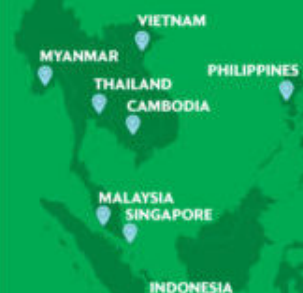 VIETNAM
MYANMAR
PHILIPPINES
THAILAND
CAMBODIA
MALAYSIA
SINGAPORE
INDONESIA